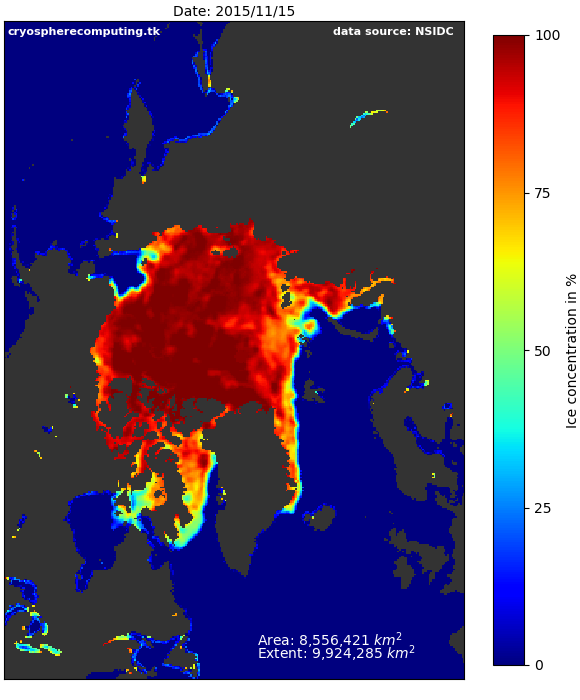 Date: 2015/11/15
cryospherecomputing.tk data source: NSIDC
100
75
50
25
0
Ice concentration in %
Area: 8,556,421 km²
Extent: 9,924,285 km²